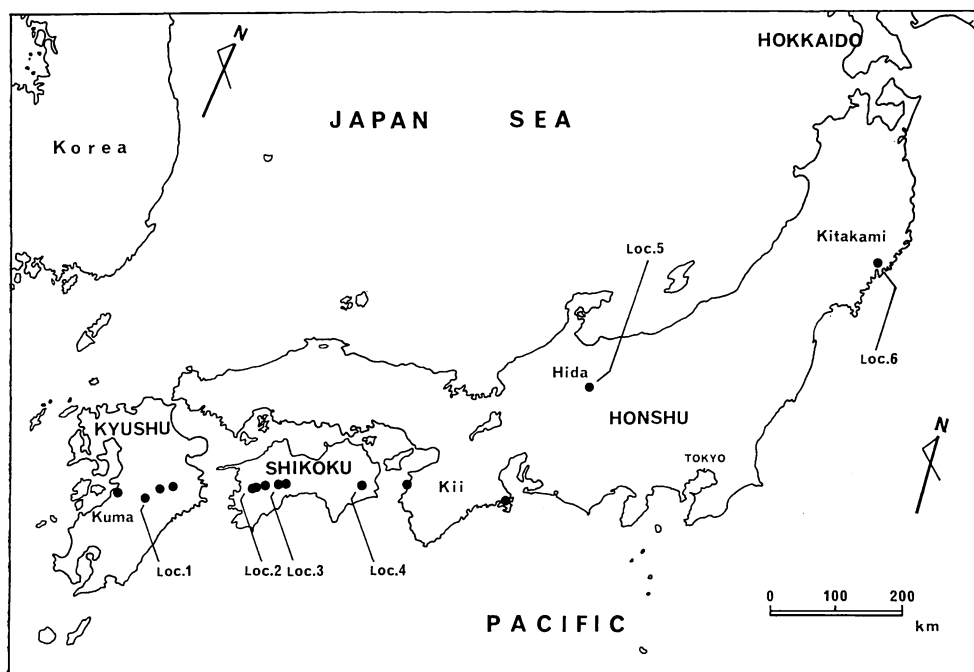 HOKKAIDO
N
JAPAN SEA
Korea
Kitakami
Loc.5
Loc.6
Hida
HONSHU
KYUSHU
N
TOKYO
SHIKOKU
Kii
Kuma
Loc.1
Loc.2
Loc.3
Loc.4
0 100 200
km
PACIFIC